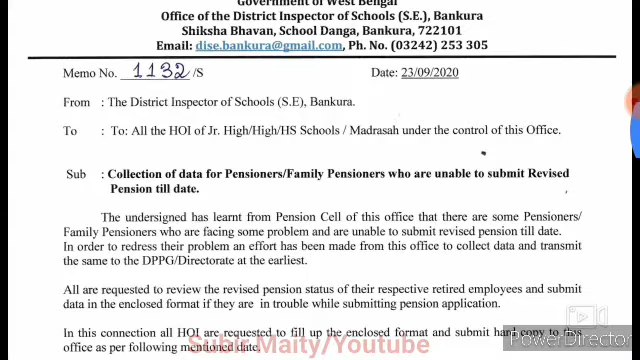 Government of West Bengal
Office of the District Inspector of Schools (S.E.), Bankura
Shiksha Bhavan, School Danga, Bankura, 722101
Email: dise.bankura@gmail.com, Ph. No. (03242) 253 305
Memo No. 1132 /S Date: 23/09/2020
From : The District Inspector of Schools (S.E), Bankura.
To : To: All the HOI of Jr. High/High/HS Schools / Madrasah under the control of this Office.
Sub : Collection of data for Pensioners/Family Pensioners who are unable to submit Revised
Pension till date.
The undersigned has learnt from Pension Cell of this office that there are some Pensioners/
Family Pensioners who are facing some problem and are unable to submit revised pension till date.
In order to redress their problem an effort has been made from this office to collect data and transmit
the same to the DPPG/Directorate at the earliest.
All are requested to review the revised pension status of their respective retired employees and submit
data in the enclosed format if they are in trouble while submitting pension application.
In this connection all HOI are requested to fill up the enclosed format and submit hard copy to this
office as per following mentioned date.
Subir Maity/Youtube
PowerDirector